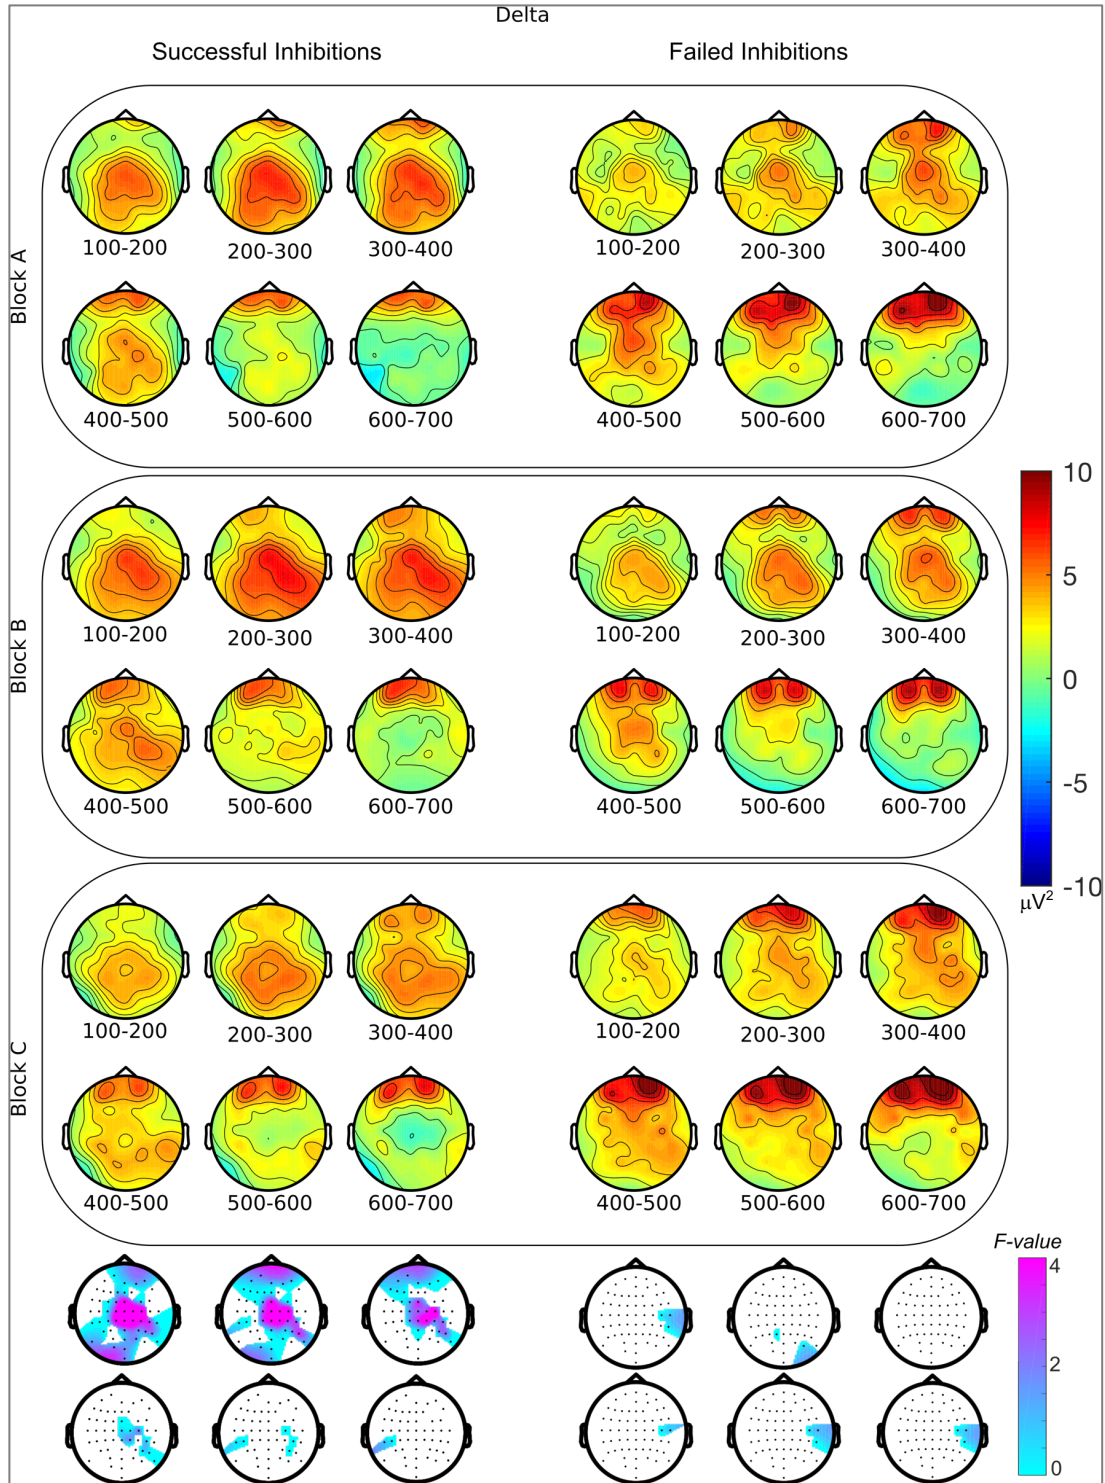 Delta
Successful Inhibitions Failed Inhibitions
Block A
100-200 200-300 300-400 100-200 200-300 300-400
400-500 500-600 600-700 400-500 500-600 600-700
Block B
100-200 200-300 300-400 100-200 200-300 300-400
400-500 500-600 600-700 400-500 500-600 600-700
10
5
0
-5
-10
μV²
Block C
100-200 200-300 300-400 100-200 200-300 300-400
400-500 500-600 600-700 400-500 500-600 600-700
F-value
4
2
0